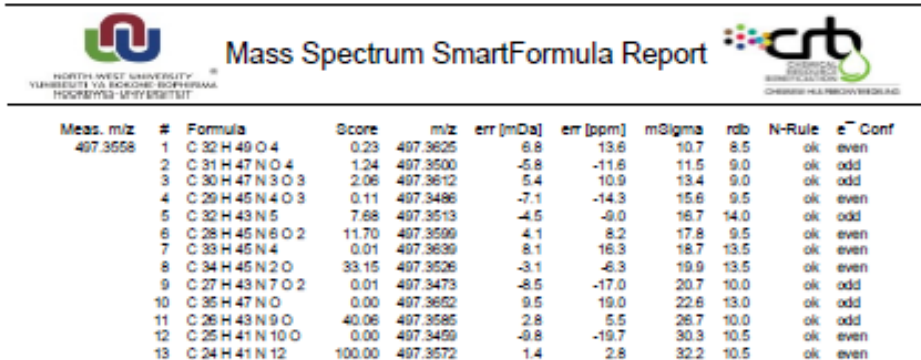 Mass Spectrum SmartFormula Report
crb
NORTH-WEST UNIVERSITY
YUNIBESITI YA BOKONE-BOPHIRIMA
NOORDWES-UNIVERSITEIT
®
CHEMICAL
RESOURCE
BENEFICIATION
Meas. m/z # Formula Score m/z err [mDa] err [ppm] mSigma rdb N-Rule e¯ Conf
497.3558 1 C 32 H 49 O 4 0.23 497.3625 6.8 13.6 10.7 8.5 ok even
2 C 31 H 47 N O 4 1.24 497.3500 -5.8 -11.6 11.5 9.0 ok odd
3 C 30 H 47 N 3 O 3 2.06 497.3612 5.4 10.9 13.4 9.0 ok odd
4 C 29 H 45 N 4 O 3 0.11 497.3486 -7.1 -14.3 15.6 9.5 ok even
5 C 32 H 43 N 5 7.68 497.3513 -4.5 -9.0 16.7 14.0 ok odd
6 C 28 H 45 N 6 O 2 11.70 497.3599 4.1 8.2 17.8 9.5 ok even
7 C 33 H 45 N 4 0.01 497.3639 8.1 16.3 18.7 13.5 ok even
8 C 34 H 45 N 2 O 33.15 497.3526 -3.1 -6.3 19.9 13.5 ok even
9 C 27 H 43 N 7 O 2 0.01 497.3473 -8.5 -17.0 20.7 10.0 ok odd
10 C 35 H 47 N O 0.00 497.3652 9.5 19.0 22.6 13.0 ok odd
11 C 26 H 43 N 9 O 40.06 497.3585 2.8 5.5 26.7 10.0 ok odd
12 C 25 H 41 N 10 O 0.00 497.3459 -9.8 -19.7 30.3 10.5 ok even
13 C 24 H 41 N 12 100.00 497.3572 1.4 2.8 32.2 10.5 ok even